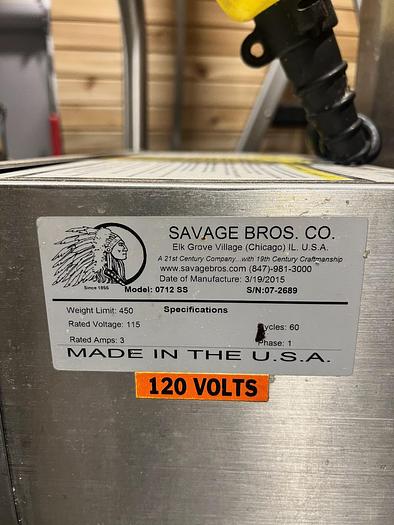 SAVAGE BROS. CO.
Elk Grove Village (Chicago) IL. U.S.A.
A 21st Century Company...with 19th Century Craftmanship
www.savagebros.com (847)-981-3000
Date of Manufacture: 3/19/2015
Since 1855
Model: 0712 SS S/N:07-2689
Weight Limit: 450 Specifications
Rated Voltage: 115 Cycles: 60
Rated Amps: 3 Phase: 1
MADE IN THE U.S.A.
120 VOLTS